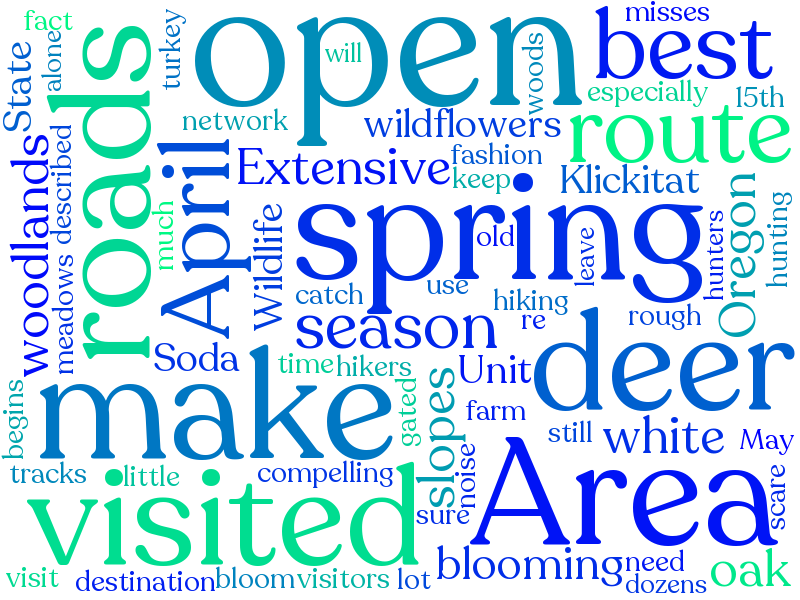 fact
misses
State
alone
turkey
open
will
woods
best
roads
especially
15th
network
wildflowers
route
woodlands
described
April
Extensive
fashion
keep
Klickitat
much
spring
Oregon
hunting
meadows
Wildlife
old
leave
hunters
catch
use
hiking
re
rough
season
Soda
time
hikers
Unit
deer
begins
make
gated
slopes
farm
still
white
May
tracks
little
compelling
noise
sure
Area
scare
visited
visit
destination
bloom
visitors
lot
blooming
need
dozens
oak